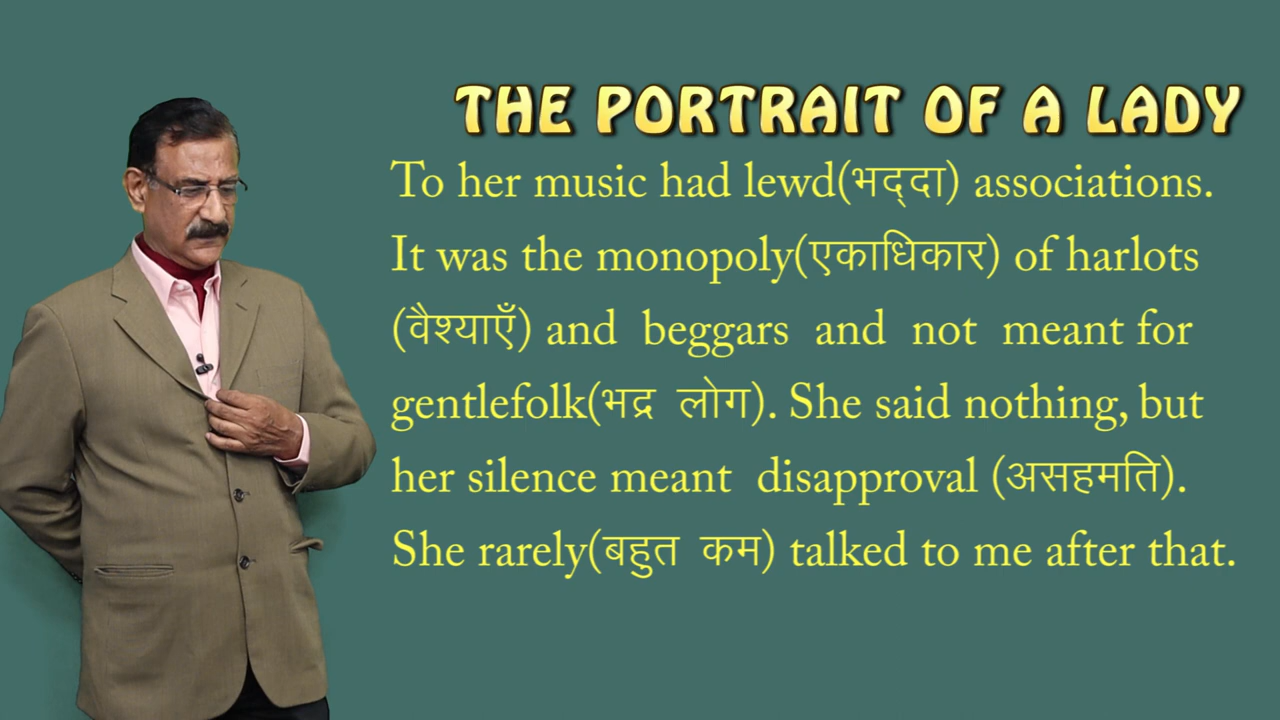 THE PORTRAIT OF A LADY
To her music had lewd(भद्दा) associations.
It was the monopoly(एकाधिकार) of harlots
(वैश्याएँ) and beggars and not meant for
gentlefolk(भद्र लोग). She said nothing, but
her silence meant disapproval (असहमति).
She rarely(बहुत कम) talked to me after that.